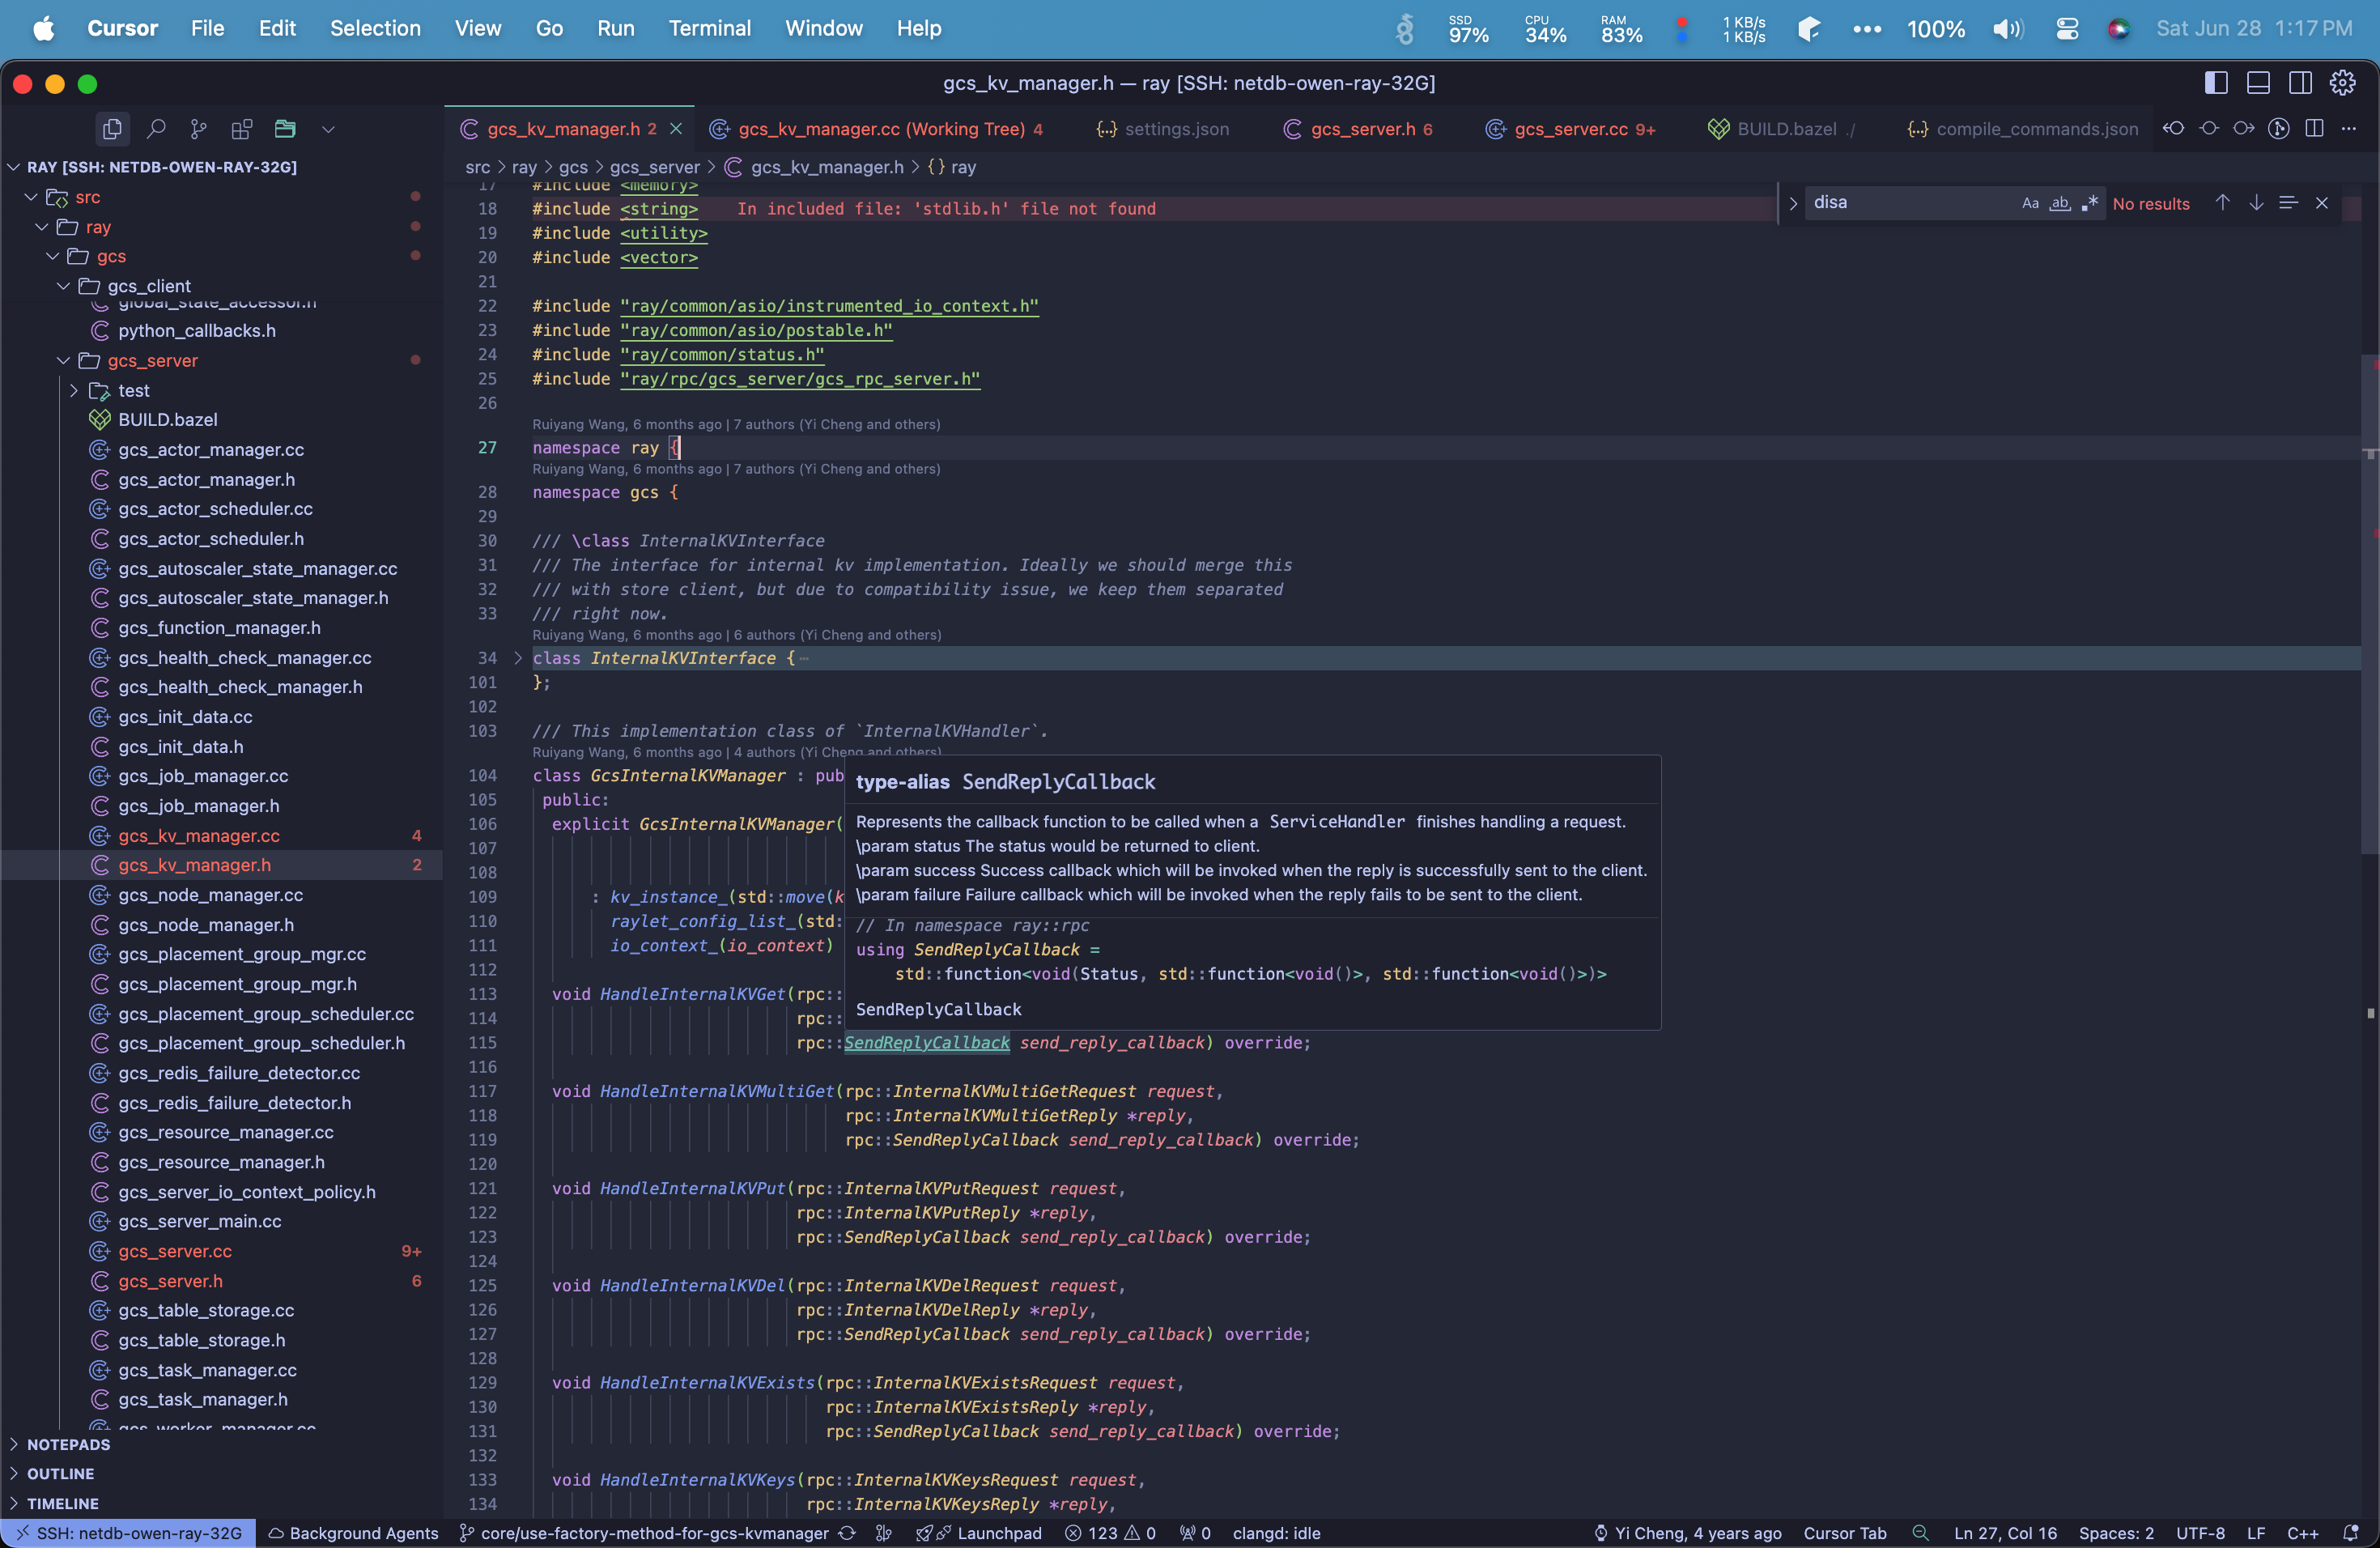 Cursor File Edit Selection View Go Run Terminal Window Help
SSD 97% CPU 34% RAM 83% 1 KB/s 1 KB/s 100% Sat Jun 28 1:17 PM
gcs_kv_manager.h — ray [SSH: netdb-owen-ray-32G]
gcs_kv_manager.h 2 gcs_kv_manager.cc (Working Tree) 4 settings.json gcs_server.h 6 gcs_server.cc 9+ BUILD.bazel ./ compile_commands.json
RAY [SSH: NETDB-OWEN-RAY-32G]
src
ray
gcs
gcs_client
global_state_accessor.h
python_callbacks.h
gcs_server
test
BUILD.bazel
gcs_actor_manager.cc
gcs_actor_manager.h
gcs_actor_scheduler.cc
gcs_actor_scheduler.h
gcs_autoscaler_state_manager.cc
gcs_autoscaler_state_manager.h
gcs_function_manager.h
gcs_health_check_manager.cc
gcs_health_check_manager.h
gcs_init_data.cc
gcs_init_data.h
gcs_job_manager.cc
gcs_job_manager.h
gcs_kv_manager.cc 4
gcs_kv_manager.h 2
gcs_node_manager.cc
gcs_node_manager.h
gcs_placement_group_mgr.cc
gcs_placement_group_mgr.h
gcs_placement_group_scheduler.cc
gcs_placement_group_scheduler.h
gcs_redis_failure_detector.cc
gcs_redis_failure_detector.h
gcs_resource_manager.cc
gcs_resource_manager.h
gcs_server_io_context_policy.h
gcs_server_main.cc
gcs_server.cc 9+
gcs_server.h 6
gcs_table_storage.cc
gcs_table_storage.h
gcs_task_manager.cc
gcs_task_manager.h
gcs_worker_manager.cc
NOTEPADS
OUTLINE
TIMELINE
src > ray > gcs > gcs_server > gcs_kv_manager.h > {} ray
disa Aa ab No results
17 #include <memory>
18 #include <string> In included file: 'stdlib.h' file not found
19 #include <utility>
20 #include <vector>
21
22 #include "ray/common/asio/instrumented_io_context.h"
23 #include "ray/common/asio/postable.h"
24 #include "ray/common/status.h"
25 #include "ray/rpc/gcs_server/gcs_rpc_server.h"
26
Ruiyang Wang, 6 months ago | 7 authors (Yi Cheng and others)
27 namespace ray {
Ruiyang Wang, 6 months ago | 7 authors (Yi Cheng and others)
28 namespace gcs {
29
30 /// \class InternalKVInterface
31 /// The interface for internal kv implementation. Ideally we should merge this
32 /// with store client, but due to compatibility issue, we keep them separated
33 /// right now.
Ruiyang Wang, 6 months ago | 6 authors (Yi Cheng and others)
34 class InternalKVInterface { ⋯
101 };
102
103 /// This implementation class of `InternalKVHandler`.
Ruiyang Wang, 6 months ago | 4 authors (Yi Cheng and others)
104 class GcsInternalKVManager : pub
105 public:
106 explicit GcsInternalKVManager(
107
108
109 : kv_instance_(std::move(k
110 raylet_config_list_(std:
111 io_context_(io_context)
112
113 void HandleInternalKVGet(rpc::
114 rpc::
115 rpc::SendReplyCallback send_reply_callback) override;
type-alias SendReplyCallback
Represents the callback function to be called when a ServiceHandler finishes handling a request.
\param status The status would be returned to client.
\param success Success callback which will be invoked when the reply is successfully sent to the client.
\param failure Failure callback which will be invoked when the reply fails to be sent to the client.
// In namespace ray::rpc
using SendReplyCallback =
std::function<void(Status, std::function<void()>, std::function<void()>)>
SendReplyCallback
116
117 void HandleInternalKVMultiGet(rpc::InternalKVMultiGetRequest request,
118 rpc::InternalKVMultiGetReply *reply,
119 rpc::SendReplyCallback send_reply_callback) override;
120
121 void HandleInternalKVPut(rpc::InternalKVPutRequest request,
122 rpc::InternalKVPutReply *reply,
123 rpc::SendReplyCallback send_reply_callback) override;
124
125 void HandleInternalKVDel(rpc::InternalKVDelRequest request,
126 rpc::InternalKVDelReply *reply,
127 rpc::SendReplyCallback send_reply_callback) override;
128
129 void HandleInternalKVExists(rpc::InternalKVExistsRequest request,
130 rpc::InternalKVExistsReply *reply,
131 rpc::SendReplyCallback send_reply_callback) override;
132
133 void HandleInternalKVKeys(rpc::InternalKVKeysRequest request,
134 rpc::InternalKVKeysReply *reply,
SSH: netdb-owen-ray-32G Background Agents core/use-factory-method-for-gcs-kvmanager Launchpad 123 0 0 clangd: idle Yi Cheng, 4 years ago Cursor Tab Ln 27, Col 16 Spaces: 2 UTF-8 LF C++